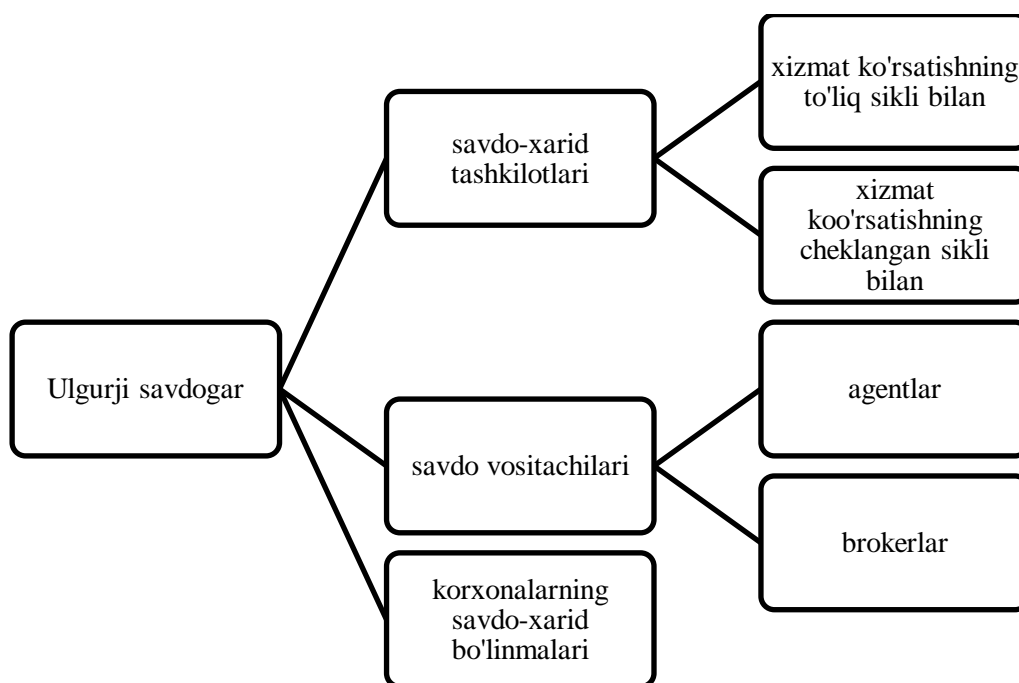 Ulgurji savdogar
savdo-xarid
tashkilotlari
xizmat ko'rsatishning
to'liq sikli bilan
xizmat
koo'rsatishning
cheklangan sikli
bilan
savdo vositachilari
agentlar
brokerlar
korxonalarning
savdo-xarid
bo'linmalari